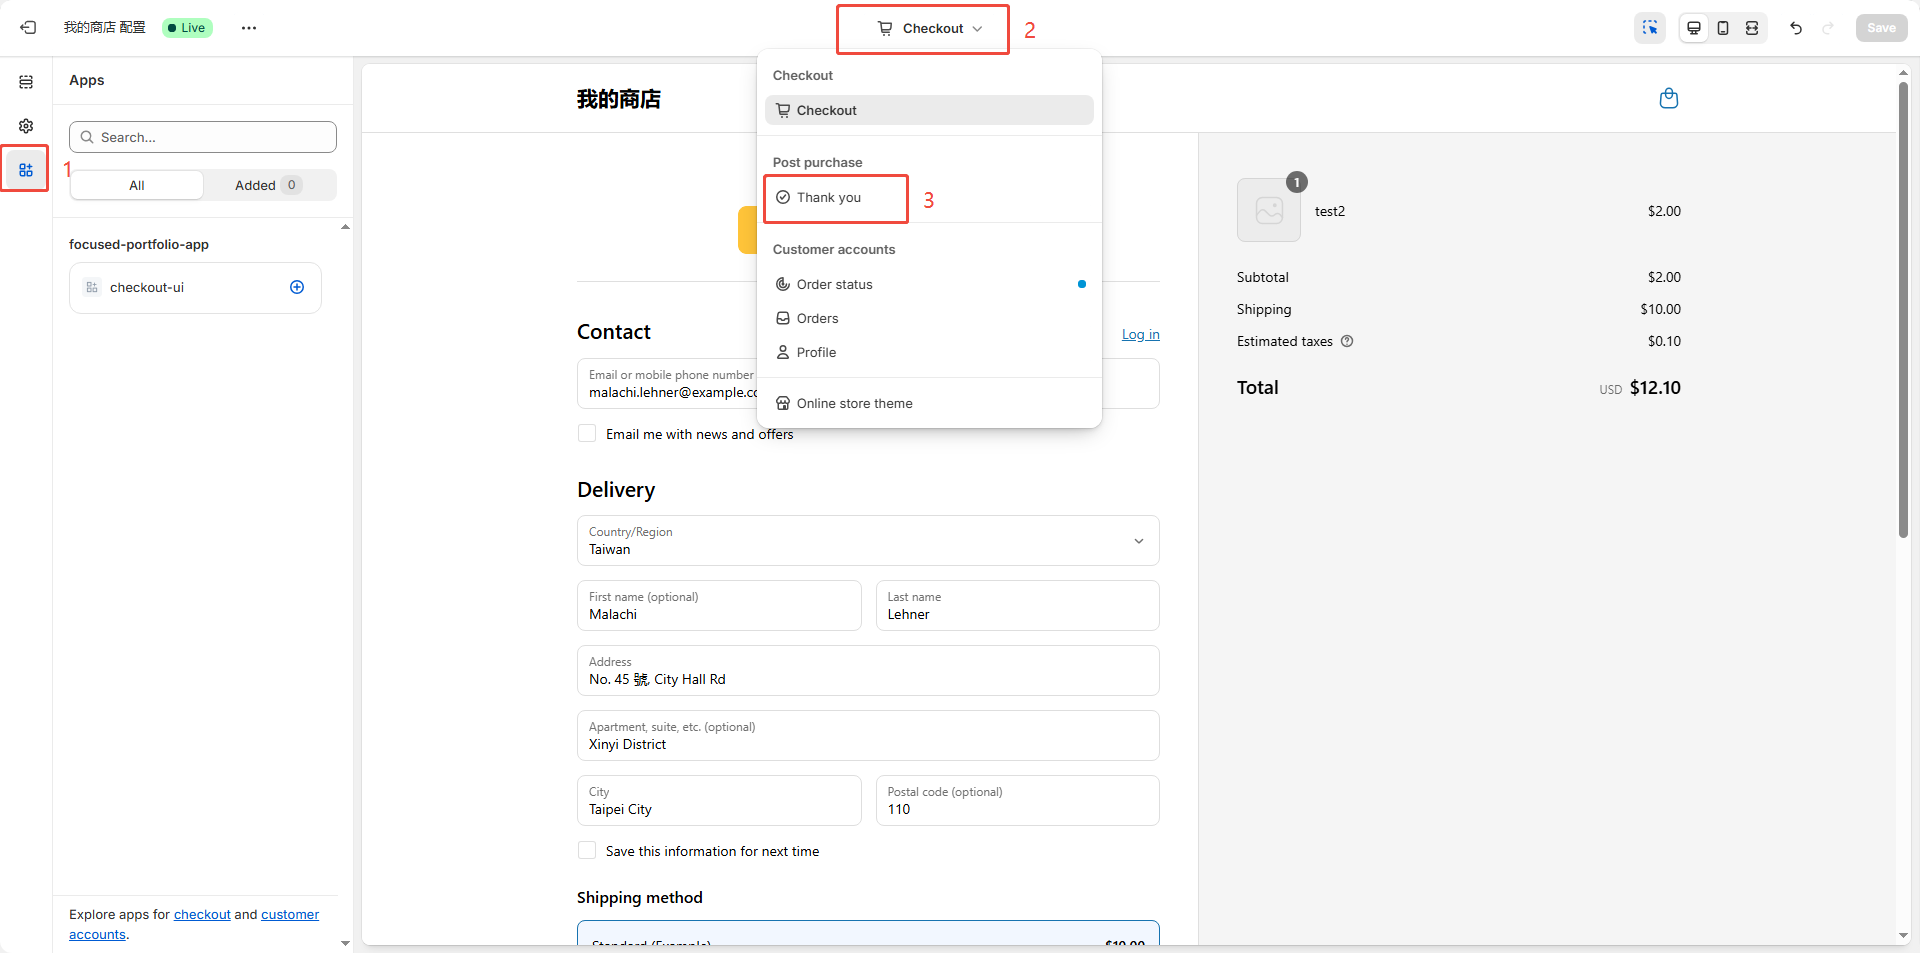 我的商店 配置
Live
Checkout
2
Save
Apps
Search...
1
All
Added 0
focused-portfolio-app
checkout-ui
Explore apps for checkout and customer
accounts.
Checkout
Checkout
Post purchase
Thank you
3
Customer accounts
Order status
Orders
Profile
Online store theme
我的商店
Contact
Log in
Email or mobile phone number
malachi.lehner@example.co
Email me with news and offers
Delivery
Country/Region
Taiwan
First name (optional)
Malachi
Last name
Lehner
Address
No. 45 號, City Hall Rd
Apartment, suite, etc. (optional)
Xinyi District
City
Taipei City
Postal code (optional)
110
Save this information for next time
Shipping method
Standard (Example)
$10.00
1
test2
$2.00
Subtotal
$2.00
Shipping
$10.00
Estimated taxes
$0.10
Total
USD $12.10